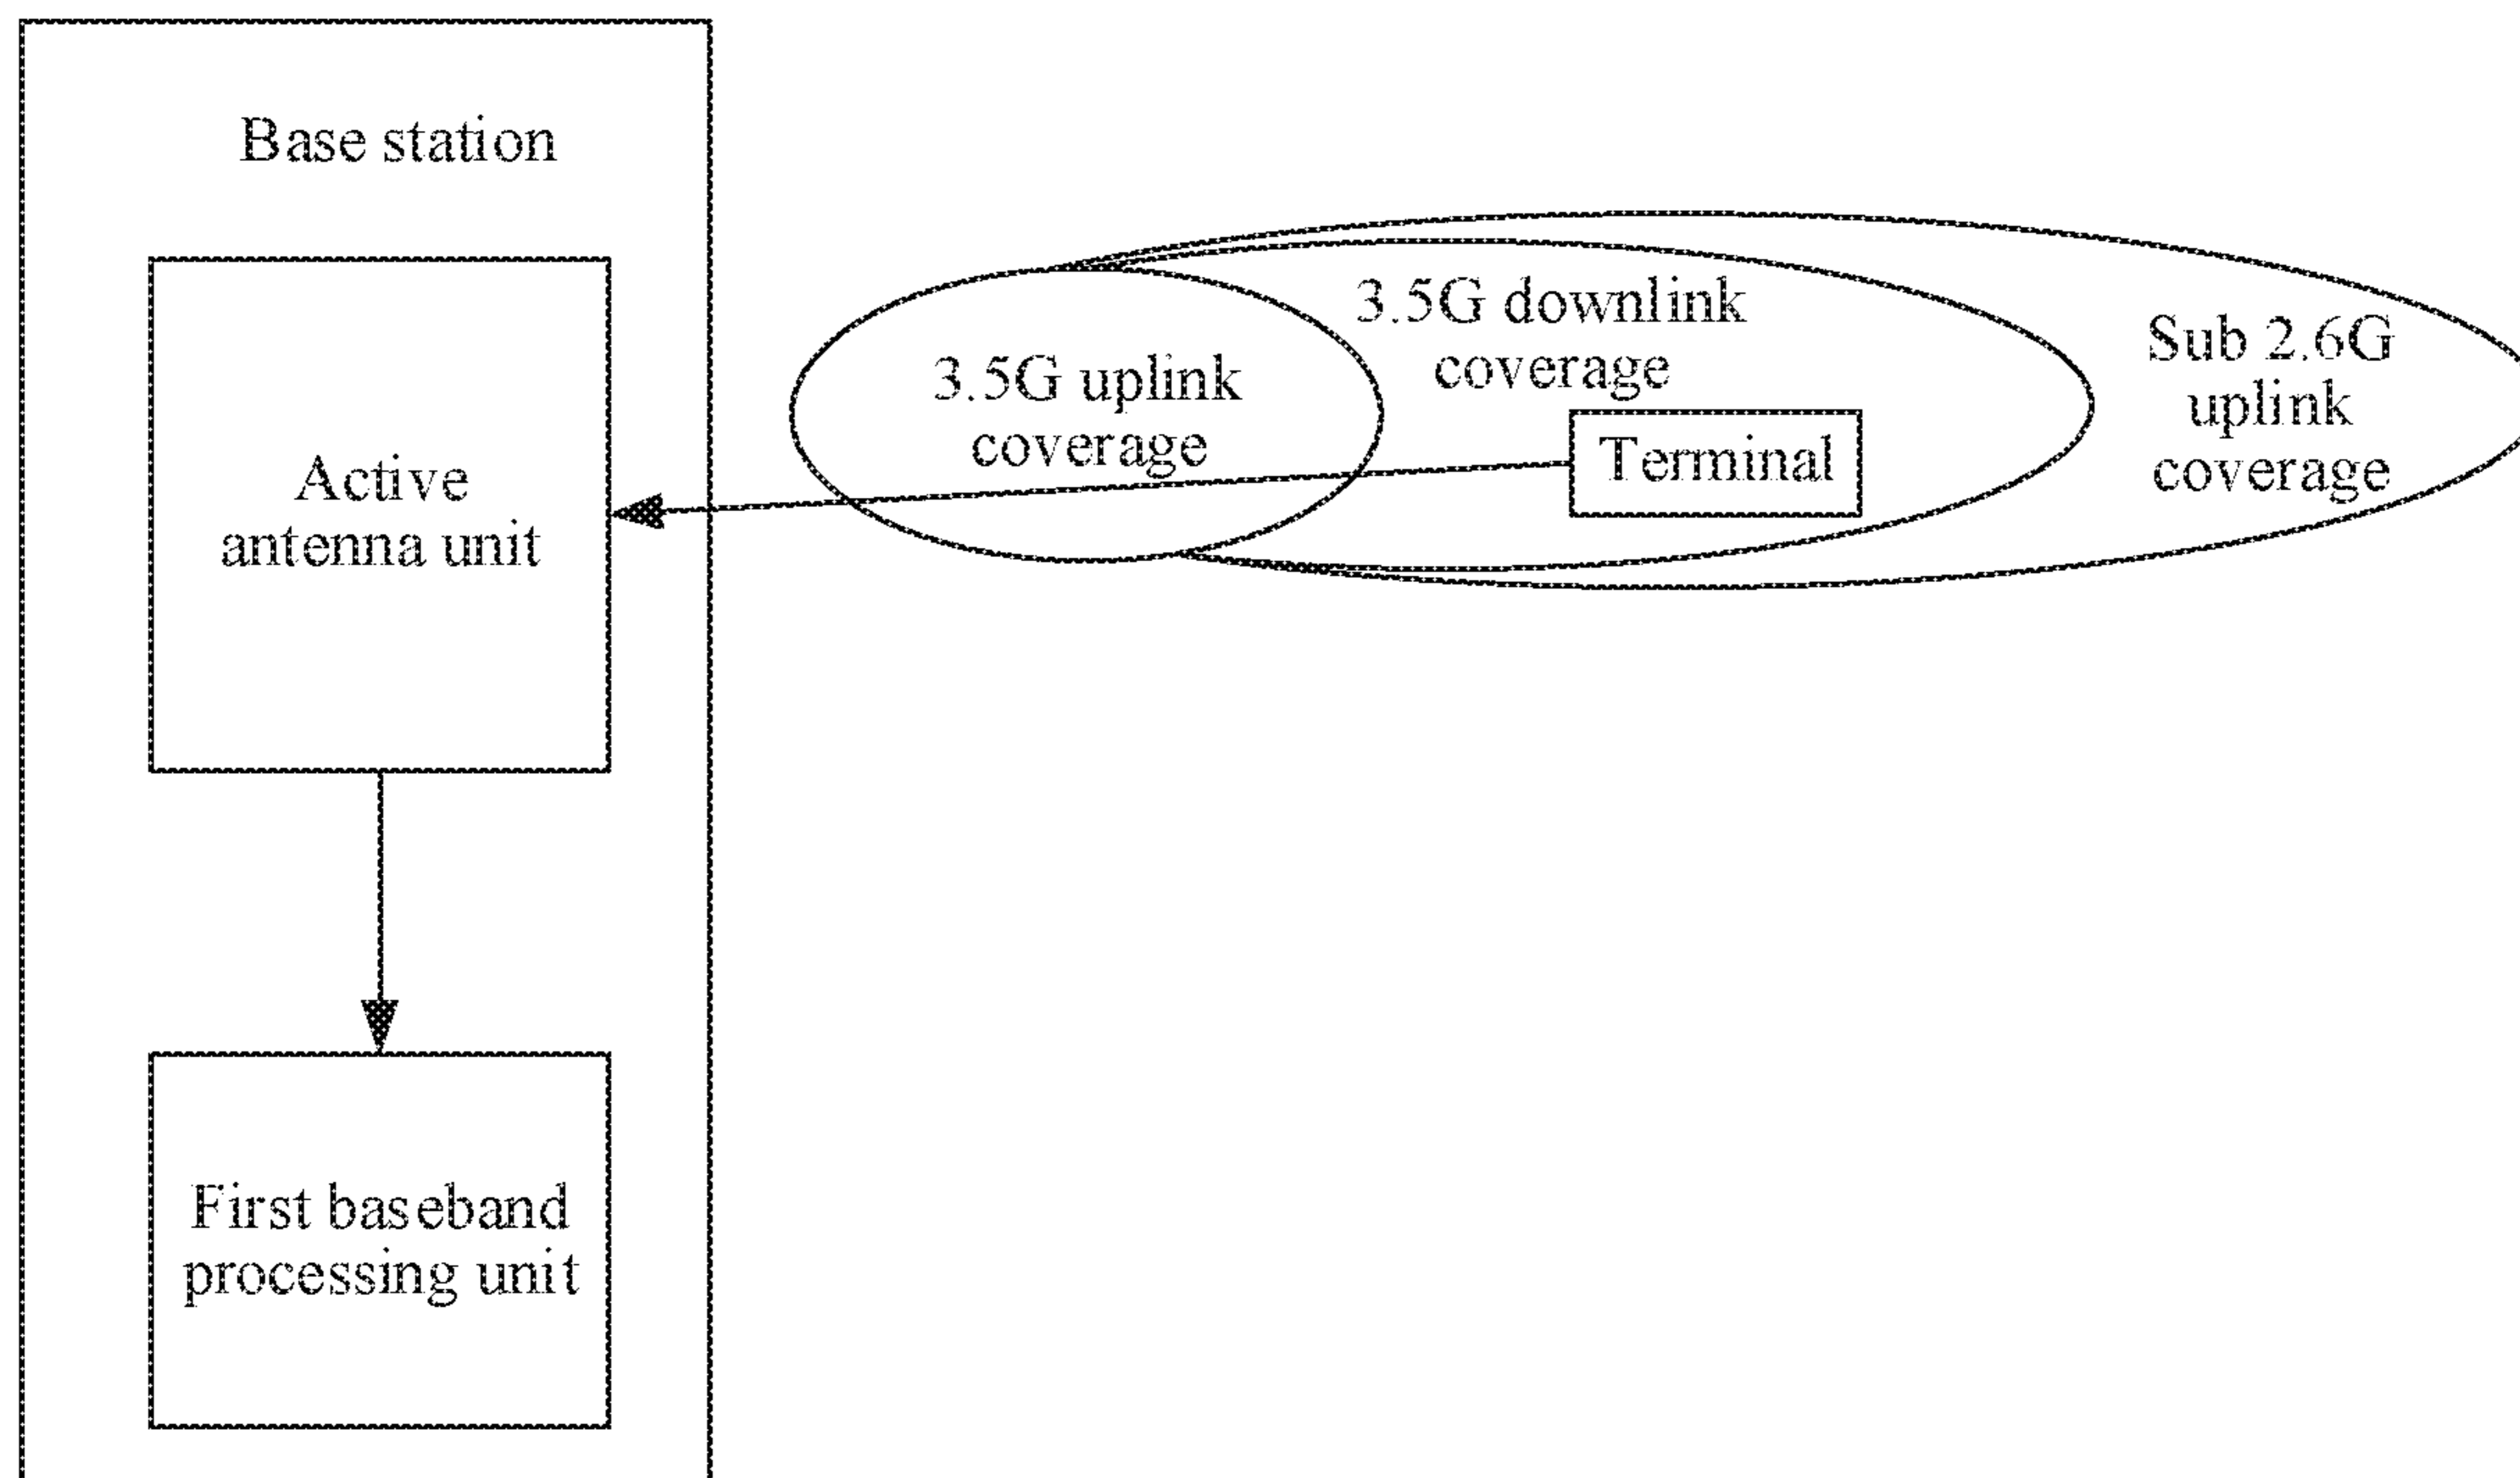 Base station
Active
antenna unit
First baseband
processing unit
3.5G uplink
coverage
3.5G downlink
coverage
Terminal
Sub 2.6G
uplink
coverage